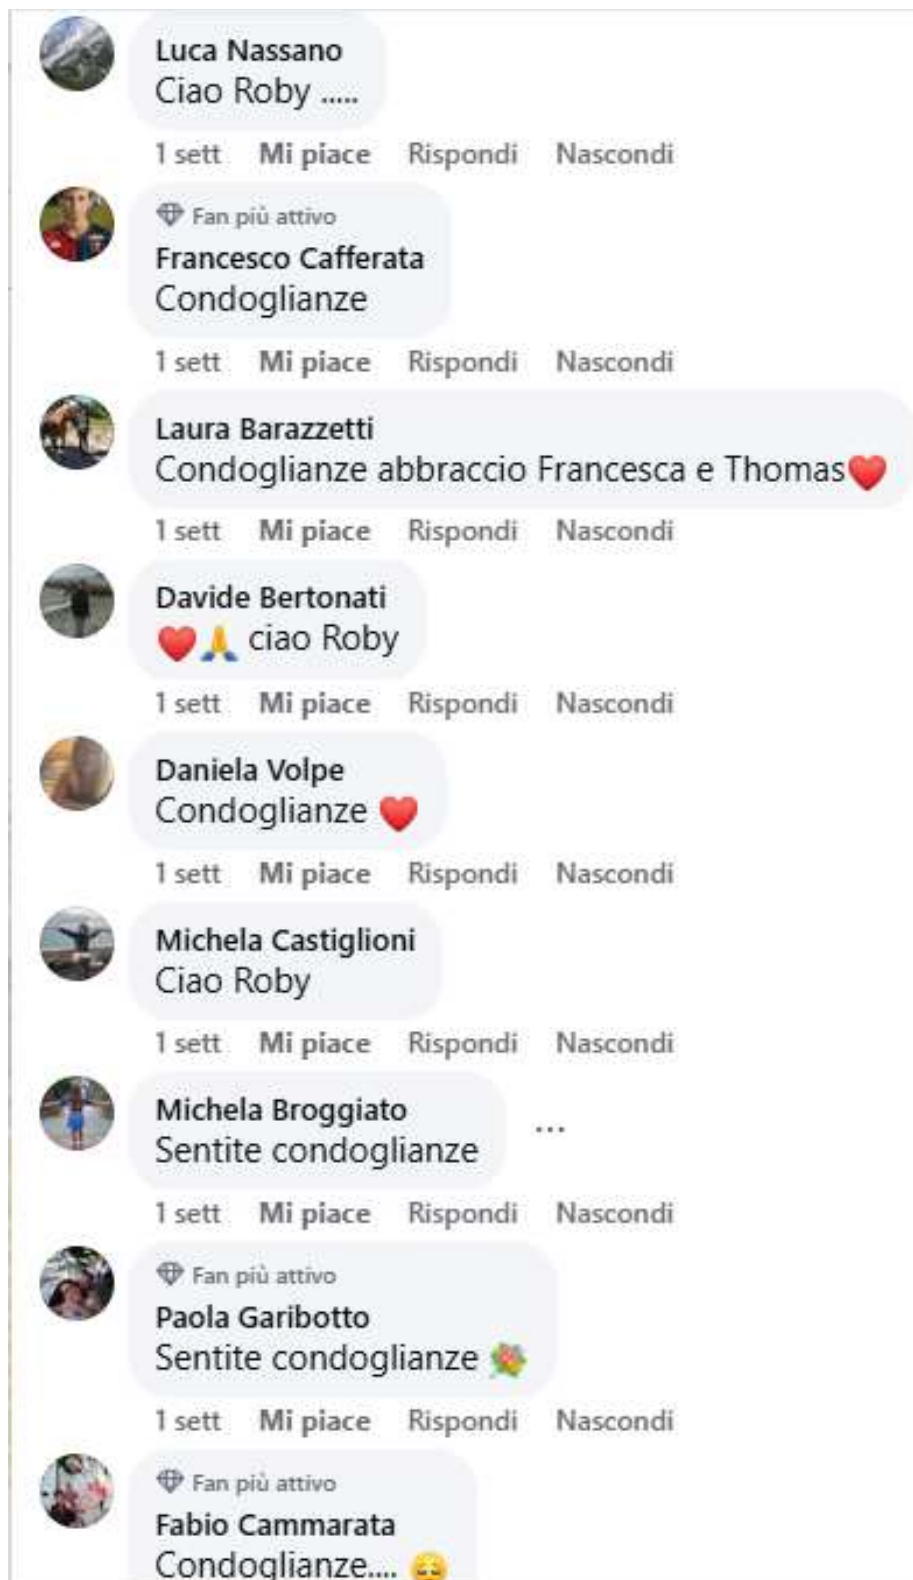 Luca Nassano
Ciao Roby .....
1 sett Mi piace Rispondi Nascondi
Fan più attivo
Francesco Cafferata
Condoglianze
1 sett Mi piace Rispondi Nascondi
Laura Barazzetti
Condoglianze abbraccio Francesca e Thomas❤️
1 sett Mi piace Rispondi Nascondi
Davide Bertonati
❤️🙏 ciao Roby
1 sett Mi piace Rispondi Nascondi
Daniela Volpe
Condoglianze ❤️
1 sett Mi piace Rispondi Nascondi
Michela Castiglioni
Ciao Roby
1 sett Mi piace Rispondi Nascondi
Michela Broggiato
...
Sentite condoglianze
1 sett Mi piace Rispondi Nascondi
Fan più attivo
Paola Garibotto
Sentite condoglianze 💐
1 sett Mi piace Rispondi Nascondi
Fan più attivo
Fabio Cammarata
Condoglianze.... 😔